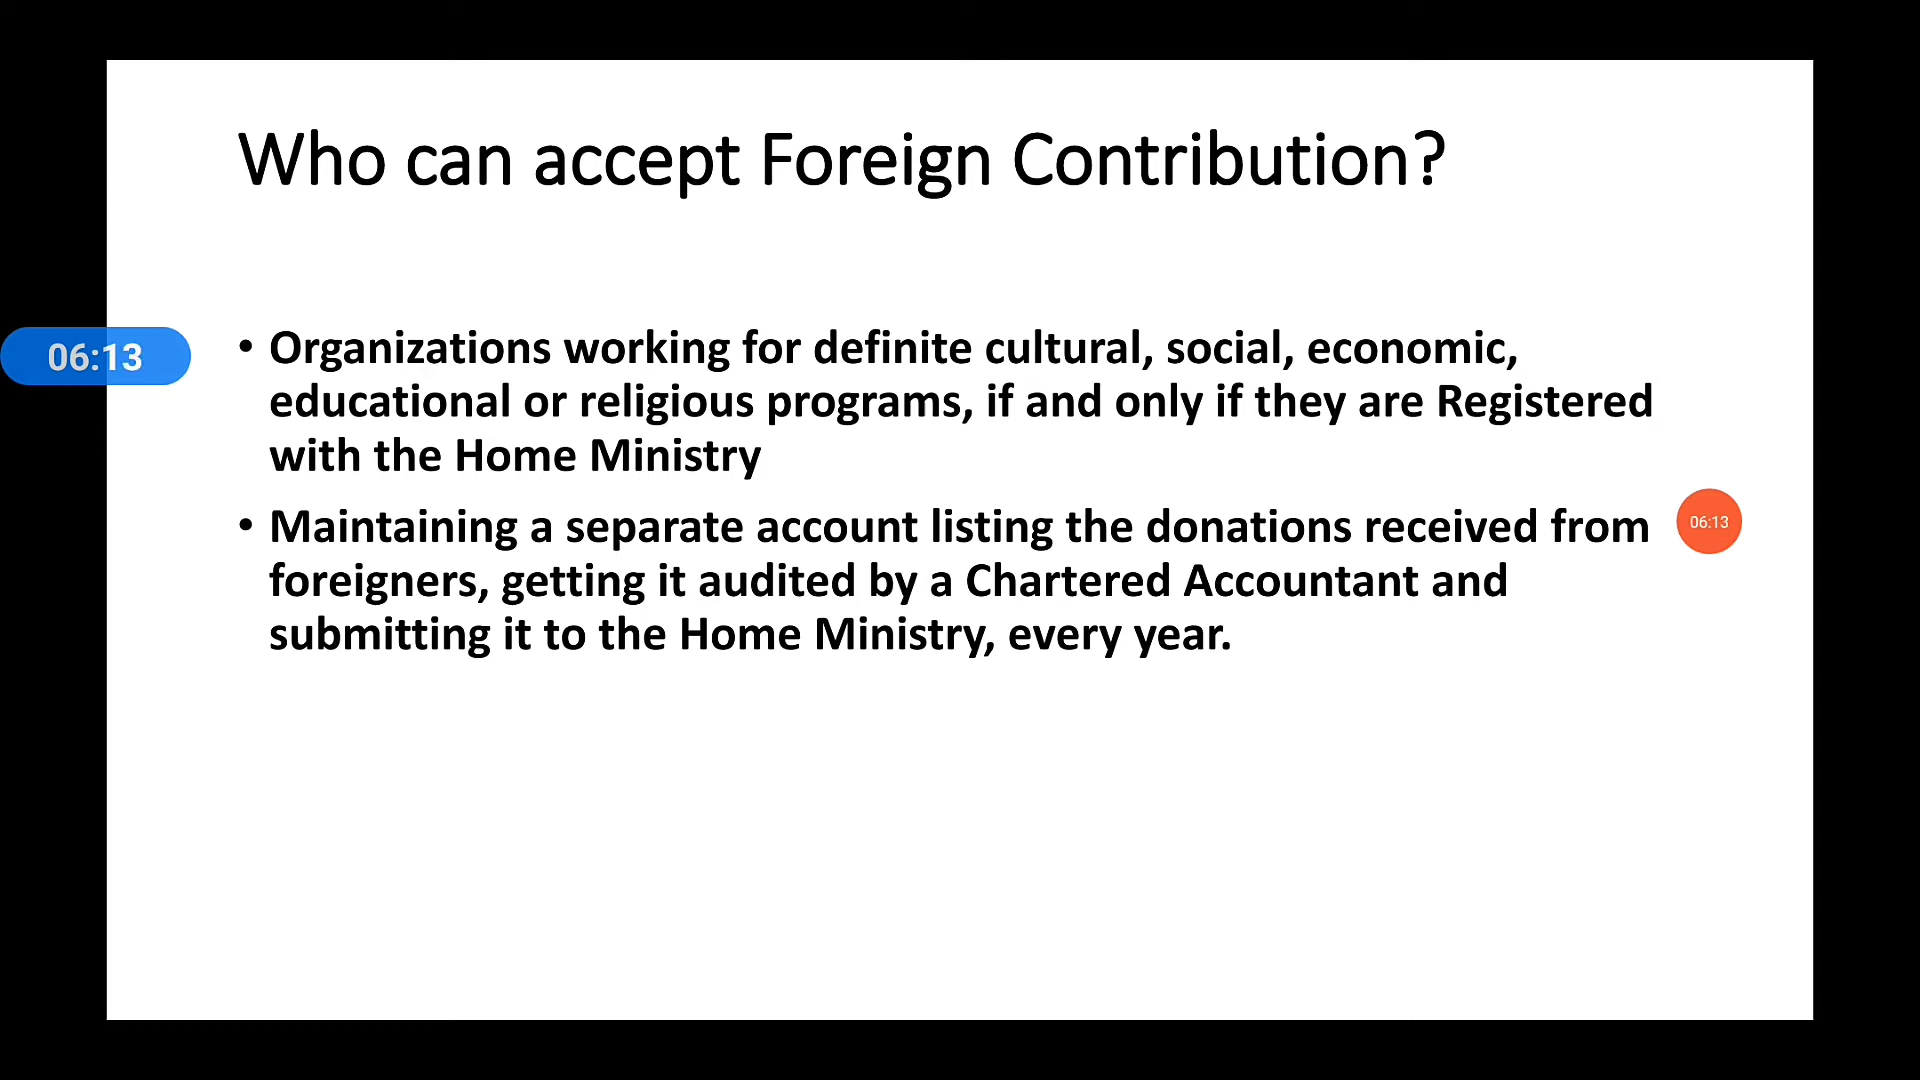 Who can accept Foreign Contribution?
06:13
• Organizations working for definite cultural, social, economic,
educational or religious programs, if and only if they are Registered
with the Home Ministry
• Maintaining a separate account listing the donations received from
06:13
foreigners, getting it audited by a Chartered Accountant and
submitting it to the Home Ministry, every year.